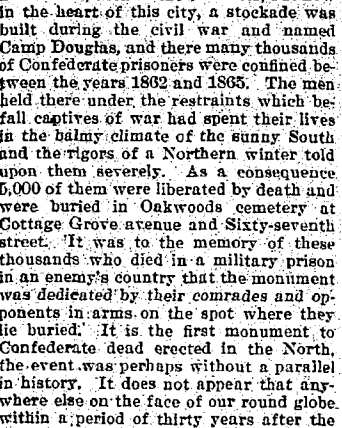 in the heart of this city, a stockade was
built during the civil war and named
Camp Douglas, and there many thousands
of Confederate prisoners were confined be-
tween the years 1862 and 1865. The men
held there under the restraints which be-
fall captives of war had spent their lives
in the balmy climate of the sunny South
and the rigors of a Northern winter told
upon them severely. As a consequence
5,000 of them were liberated by death and
were buried in Oakwoods cemetery at
Cottage Grove avenue and Sixty-seventh
street. It was to the memory of these
thousands who died in a military prison
in an enemy's country that the monument
was dedicated by their comrades and op-
ponents in arms on the spot where they
lie buried. It is the first monument to
Confederate dead erected in the North,
the event was perhaps without a parallel
in history. It does not appear that any-
where else on the face of our round globe
within a period of thirty years after the